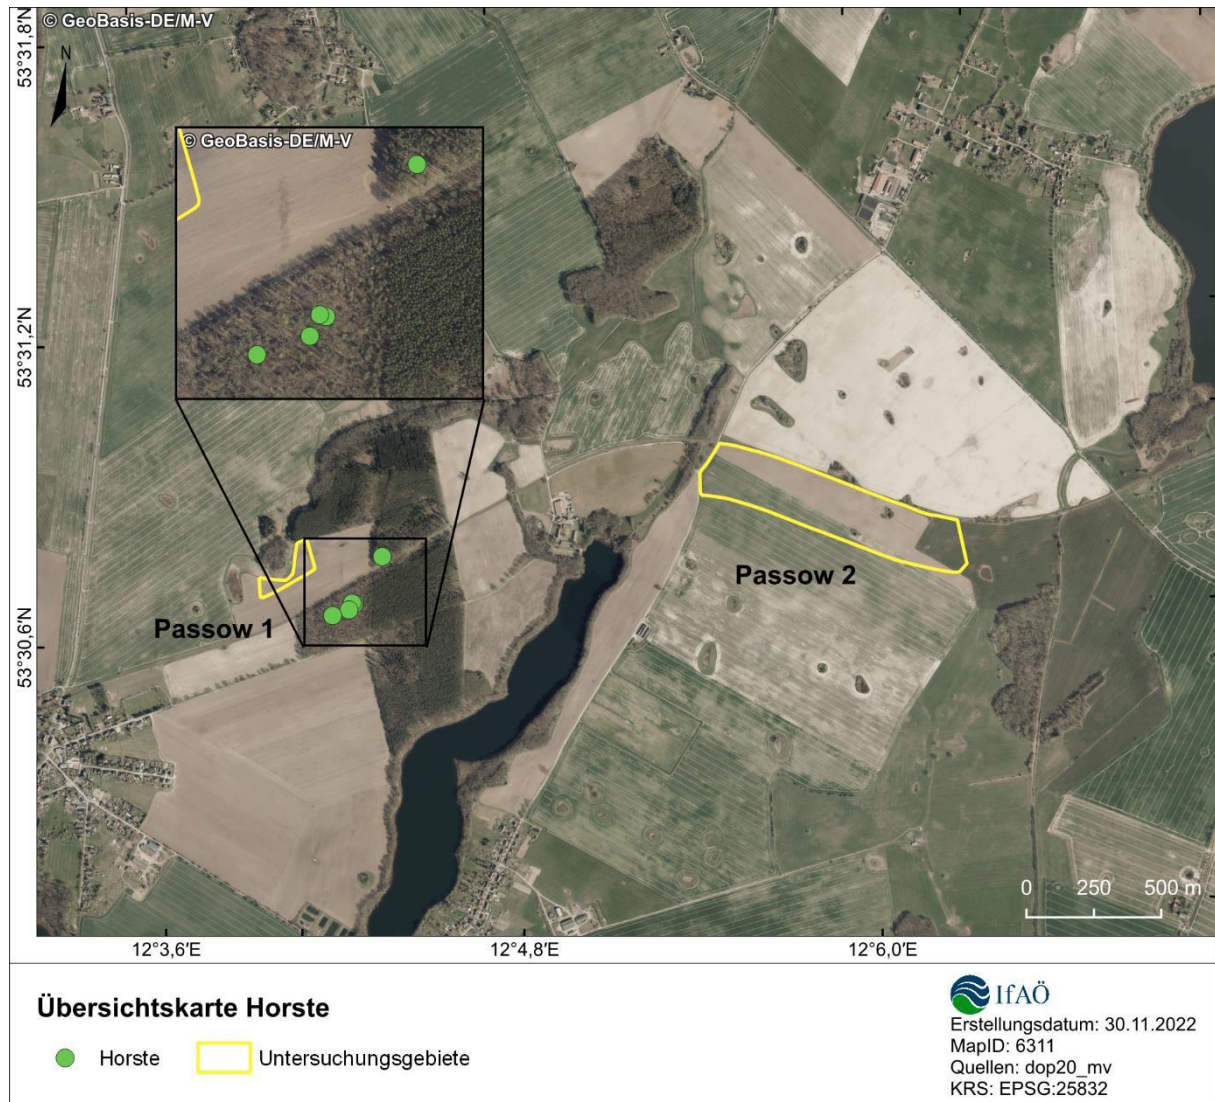 © GeoBasis-DE/M-V
53°31,8'N
N
© GeoBasis-DE/M-V
53°31,2'N
Passow 2
Passow 1
53°30,6'N
0 250 500 m
12°3,6'E
12°4,8'E
12°6,0'E
Übersichtskarte Horste
Horste
Untersuchungsgebiete
IfAÖ
Erstellungsdatum: 30.11.2022
MapID: 6311
Quellen: dop20_mv
KRS: EPSG:25832